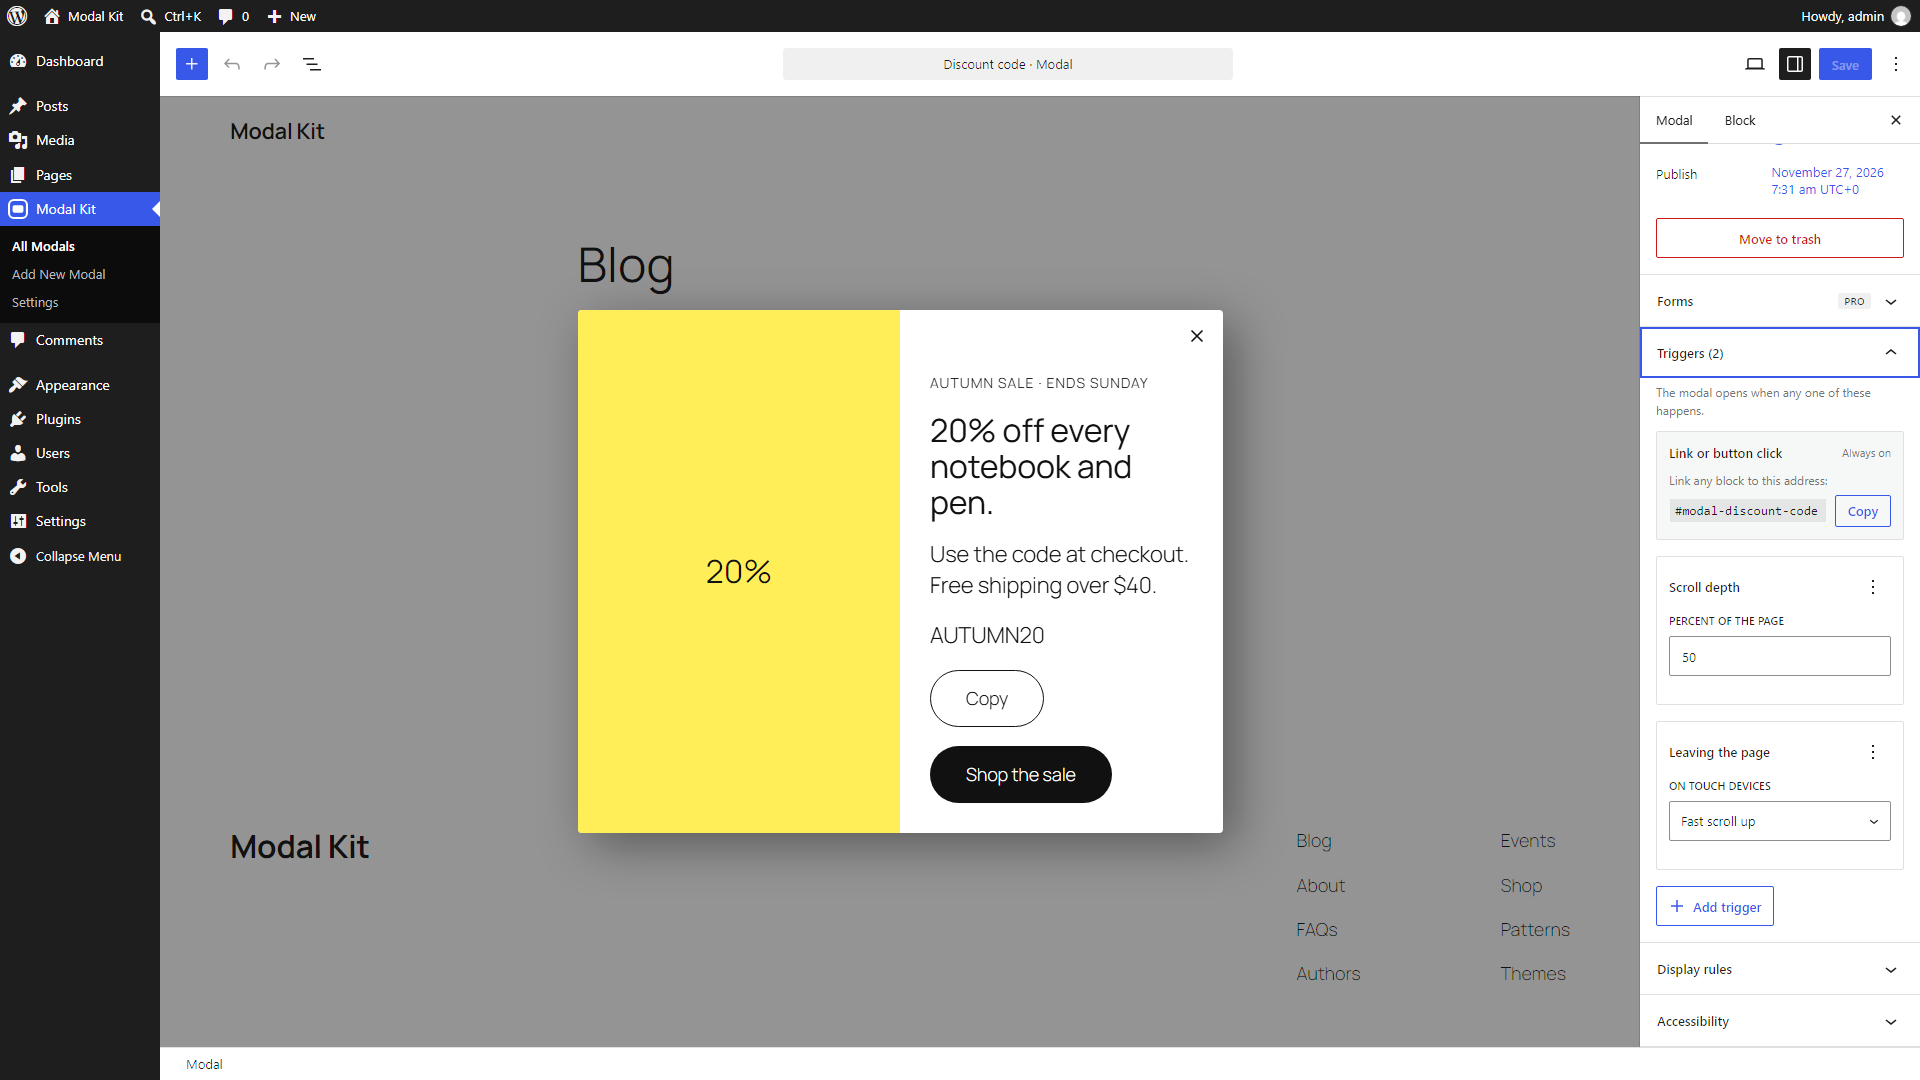 Modal Kit
Ctrl+K
0
New
Howdy, admin
Dashboard
Posts
Media
Pages
Modal Kit
All Modals
Add New Modal
Settings
Comments
Appearance
Plugins
Users
Tools
Settings
Collapse Menu
Discount code · Modal
Save
Modal Kit
Blog
20%
AUTUMN SALE · ENDS SUNDAY
20% off every
notebook and
pen.
Use the code at checkout.
Free shipping over $40.
AUTUMN20
Copy
Shop the sale
Modal Kit
Blog
Events
About
Shop
FAQs
Patterns
Authors
Themes
Modal
Block
Publish
November 27, 2026
7:31 am UTC+0
Move to trash
Forms
PRO
Triggers (2)
The modal opens when any one of these
happens.
Link or button click
Always on
Link any block to this address:
#modal-discount-code
Copy
Scroll depth
PERCENT OF THE PAGE
50
Leaving the page
ON TOUCH DEVICES
Fast scroll up
Add trigger
Display rules
Accessibility
Modal